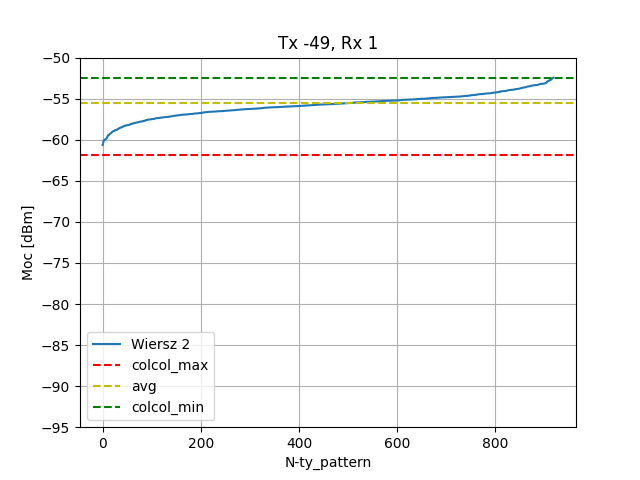 Tx -49, Rx 1
Moc [dBm]
−50
−55
−60
−65
−70
−75
−80
−85
−90
−95
Wiersz 2
colcol_max
avg
colcol_min
0
200
400
600
800
N-ty_pattern